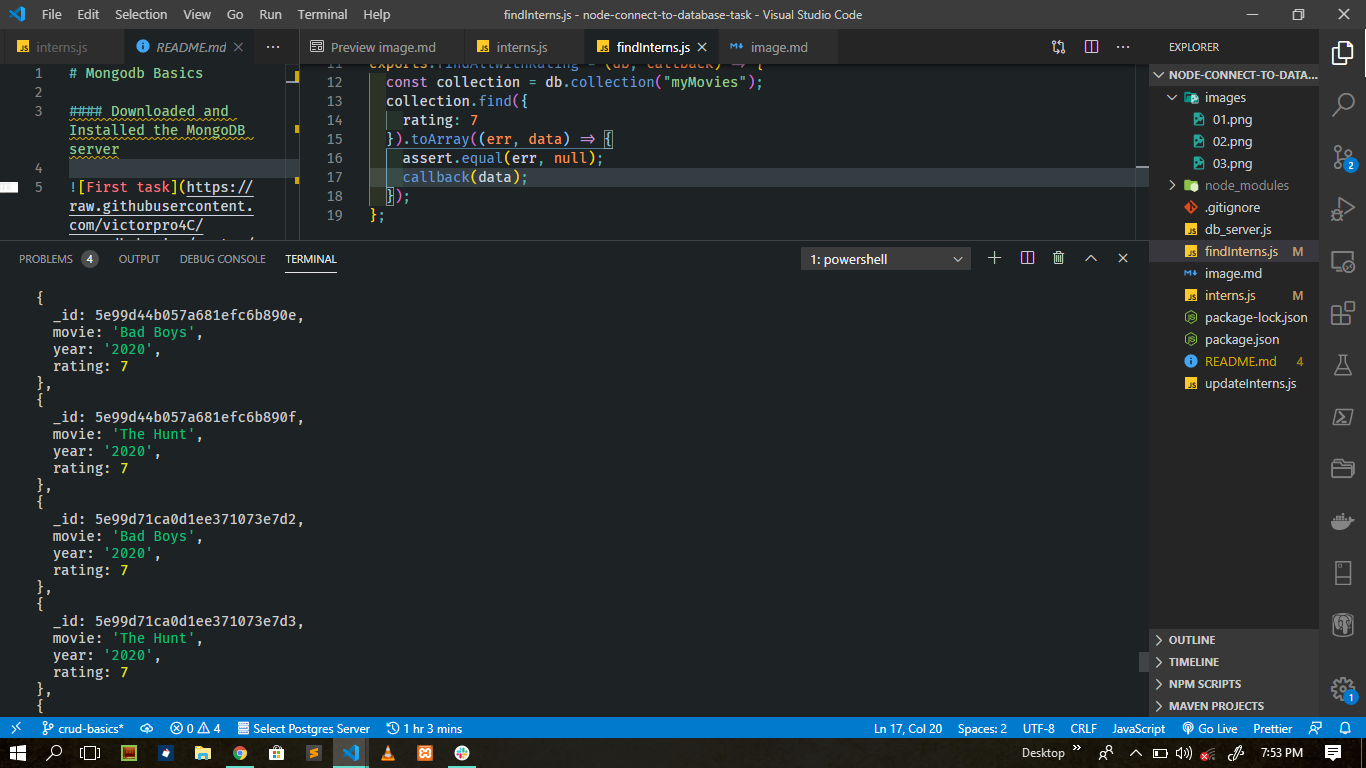 File Edit Selection View Go Run Terminal Help
findInterns.js - node-connect-to-database-task - Visual Studio Code
interns.js
README.md
Preview image.md
interns.js
findInterns.js
image.md
1 # Mongodb Basics
2
3 #### Downloaded and
Installed the MongoDB
server
4
5 ![First task](https://
raw.githubusercontent.
com/victorpro4C/
11 exports.findAllwithRating = (db, callback) => {
12 const collection = db.collection("myMovies");
13 collection.find({
14 rating: 7
15 }).toArray((err, data) => {
16 assert.equal(err, null);
17 callback(data);
18 });
19 };
EXPLORER
NODE-CONNECT-TO-DATA...
images
01.png
02.png
03.png
node_modules
.gitignore
db_server.js
findInterns.js M
image.md
interns.js M
package-lock.json
package.json
README.md 4
updateInterns.js
OUTLINE
TIMELINE
NPM SCRIPTS
MAVEN PROJECTS
2
1
PROBLEMS 4 OUTPUT DEBUG CONSOLE TERMINAL
1: powershell
{
_id: 5e99d44b057a681efc6b890e,
movie: 'Bad Boys',
year: '2020',
rating: 7
},
{
_id: 5e99d44b057a681efc6b890f,
movie: 'The Hunt',
year: '2020',
rating: 7
},
{
_id: 5e99d71ca0d1ee371073e7d2,
movie: 'Bad Boys',
year: '2020',
rating: 7
},
{
_id: 5e99d71ca0d1ee371073e7d3,
movie: 'The Hunt',
year: '2020',
rating: 7
},
{
crud-basics* 0 4 Select Postgres Server 1 hr 3 mins
Ln 17, Col 20 Spaces: 2 UTF-8 CRLF JavaScript Go Live Prettier
Desktop 7:53 PM